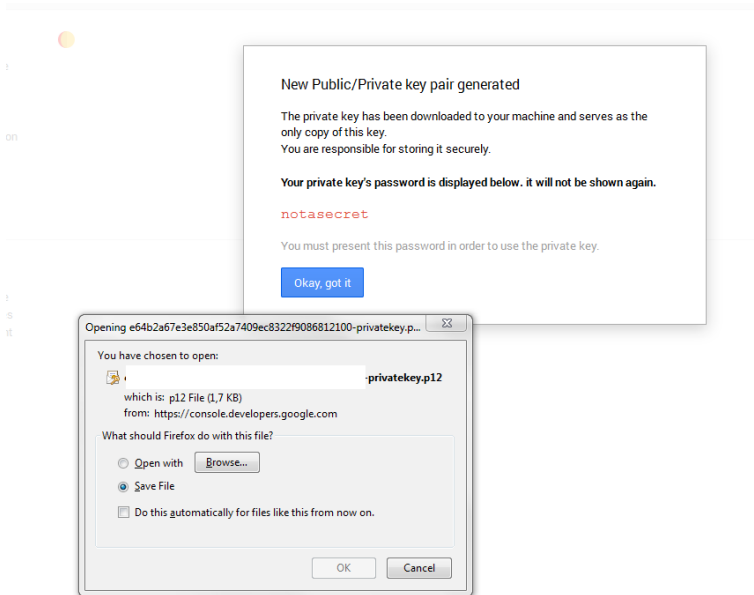 New Public/Private key pair generated
The private key has been downloaded to your machine and serves as the
only copy of this key.
You are responsible for storing it securely.
Your private key's password is displayed below. it will not be shown again.
notasecret
You must present this password in order to use the private key.
Okay, got it
Opening e64b2a67e3e850af52a7409ec8322f9086812100-privatekey.p...
You have chosen to open:
-privatekey.p12
which is: p12 File (1,7 KB)
from: https://console.developers.google.com
What should Firefox do with this file?
Open with Browse...
Save File
Do this automatically for files like this from now on.
OK Cancel